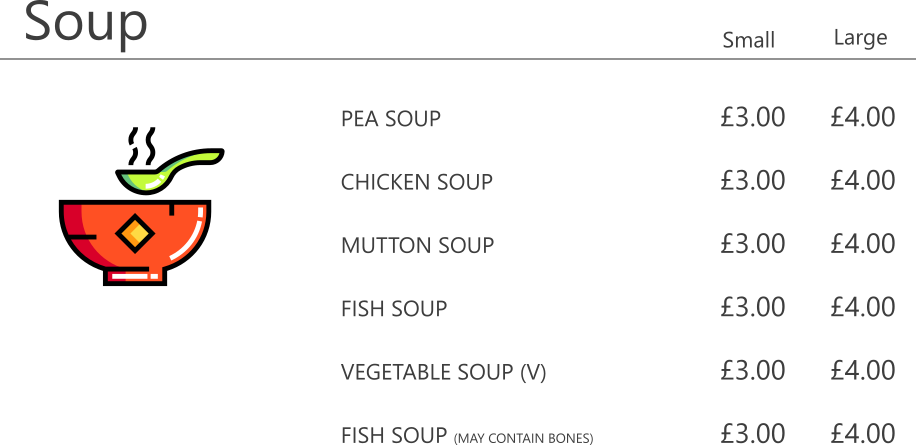 Soup Small Large
PEA SOUP £3.00 £4.00
CHICKEN SOUP £3.00 £4.00
MUTTON SOUP £3.00 £4.00
FISH SOUP £3.00 £4.00
VEGETABLE SOUP (V) £3.00 £4.00
FISH SOUP (MAY CONTAIN BONES) £3.00 £4.00